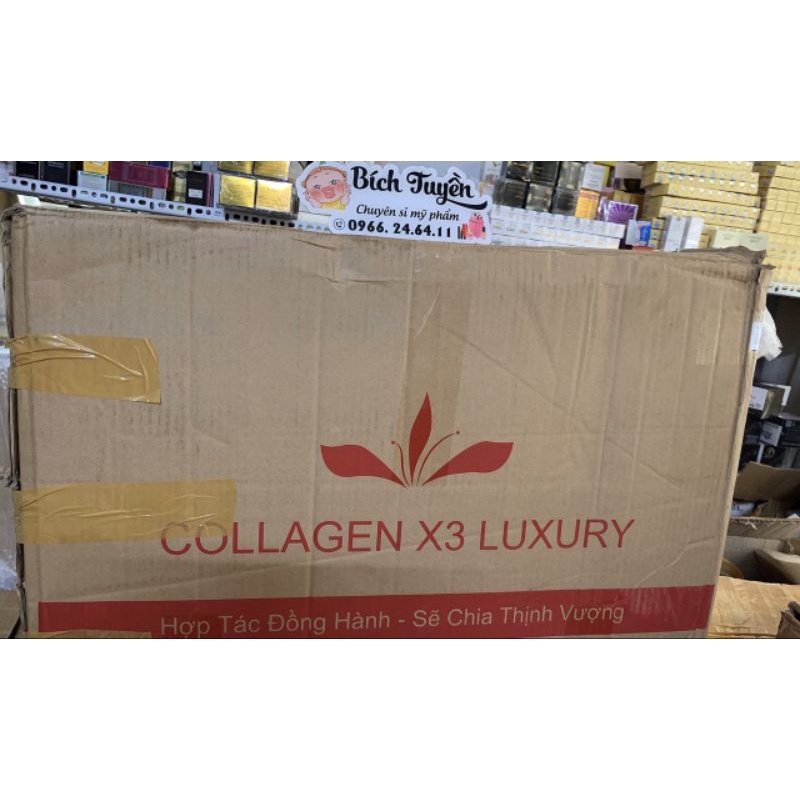 Bích Tuyền
Chuyên sỉ mỹ phẩm
0966. 24.64.11
COLLAGEN X3 LUXURY
Hợp Tác Đồng Hành - Sẽ Chia Thịnh Vượng